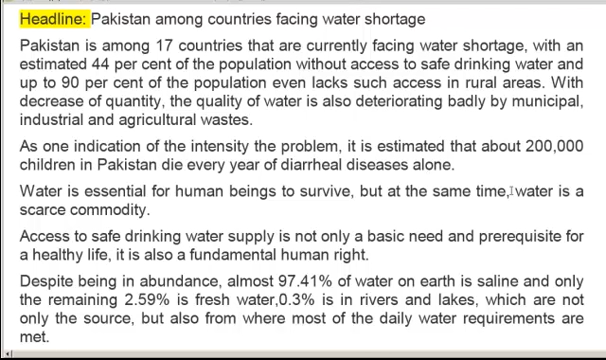 Headline: Pakistan among countries facing water shortage
Pakistan is among 17 countries that are currently facing water shortage, with an
estimated 44 per cent of the population without access to safe drinking water and
up to 90 per cent of the population even lacks such access in rural areas. With
decrease of quantity, the quality of water is also deteriorating badly by municipal,
industrial and agricultural wastes.
As one indication of the intensity the problem, it is estimated that about 200,000
children in Pakistan die every year of diarrheal diseases alone.
Water is essential for human beings to survive, but at the same time, water is a
scarce commodity.
Access to safe drinking water supply is not only a basic need and prerequisite for
a healthy life, it is also a fundamental human right.
Despite being in abundance, almost 97.41% of water on earth is saline and only
the remaining 2.59% is fresh water,0.3% is in rivers and lakes, which are not
only the source, but also from where most of the daily water requirements are
met.